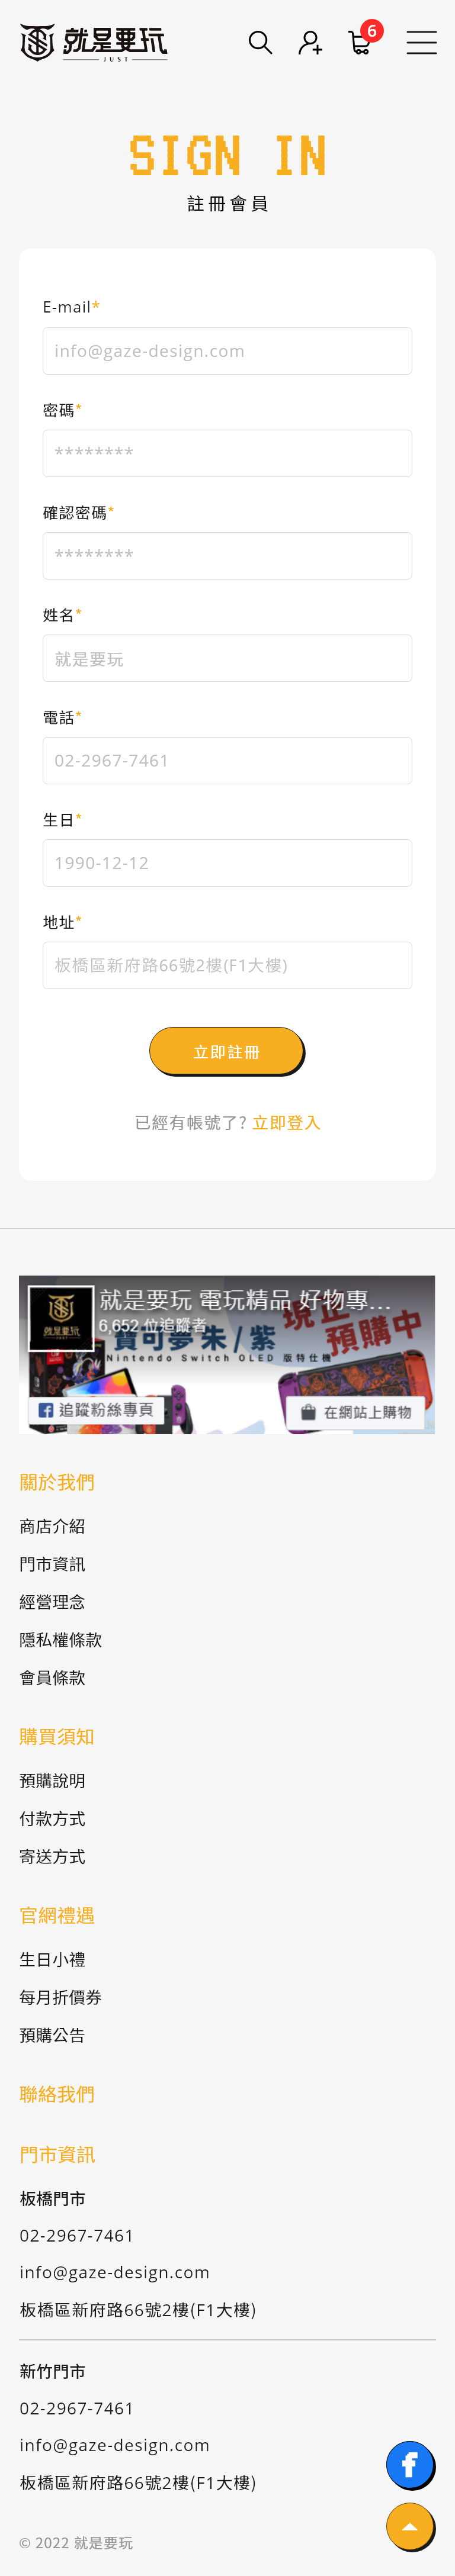 就是要玩
JUST
6
SIGN IN
註冊會員
E-mail*
info@gaze-design.com
密碼*
********
確認密碼*
********
姓名*
就是要玩
電話*
02-2967-7461
生日*
1990-12-12
地址*
板橋區新府路66號2樓(F1大樓)
立即註冊
已經有帳號了? 立即登入
就是要玩 電玩精品 好物專...
6,652 位追蹤者
就是要玩
現正
預購中
寶可夢朱/紫
Nintendo Switch OLED 版特仕機
追蹤粉絲專頁
在網站上購物
關於我們
商店介紹
門市資訊
經營理念
隱私權條款
會員條款
購買須知
預購說明
付款方式
寄送方式
官網禮遇
生日小禮
每月折價券
預購公告
聯絡我們
門市資訊
板橋門市
02-2967-7461
info@gaze-design.com
板橋區新府路66號2樓(F1大樓)
新竹門市
02-2967-7461
info@gaze-design.com
板橋區新府路66號2樓(F1大樓)
© 2022 就是要玩